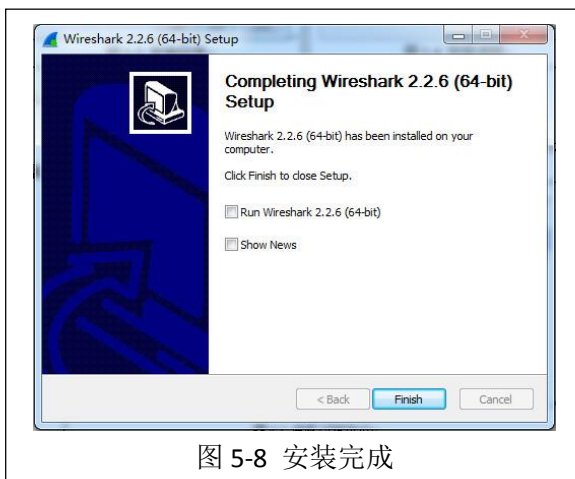 Wireshark 2.2.6 (64-bit) Setup
Completing Wireshark 2.2.6 (64-bit)
Setup
Wireshark 2.2.6 (64-bit) has been installed on your
computer.
Click Finish to close Setup.
Run Wireshark 2.2.6 (64-bit)
Show News
< Back
Finish
Cancel
图 5-8 安装完成